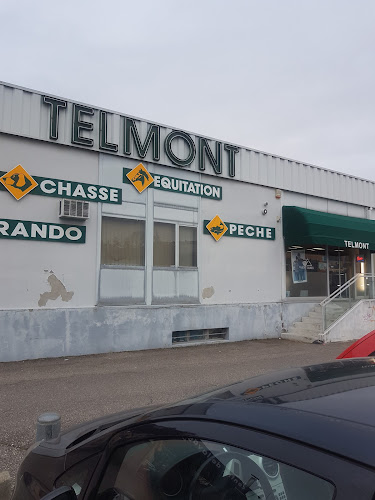 TELMONT
CHASSE
EQUITATION
RANDO
PECHE
TELMONT